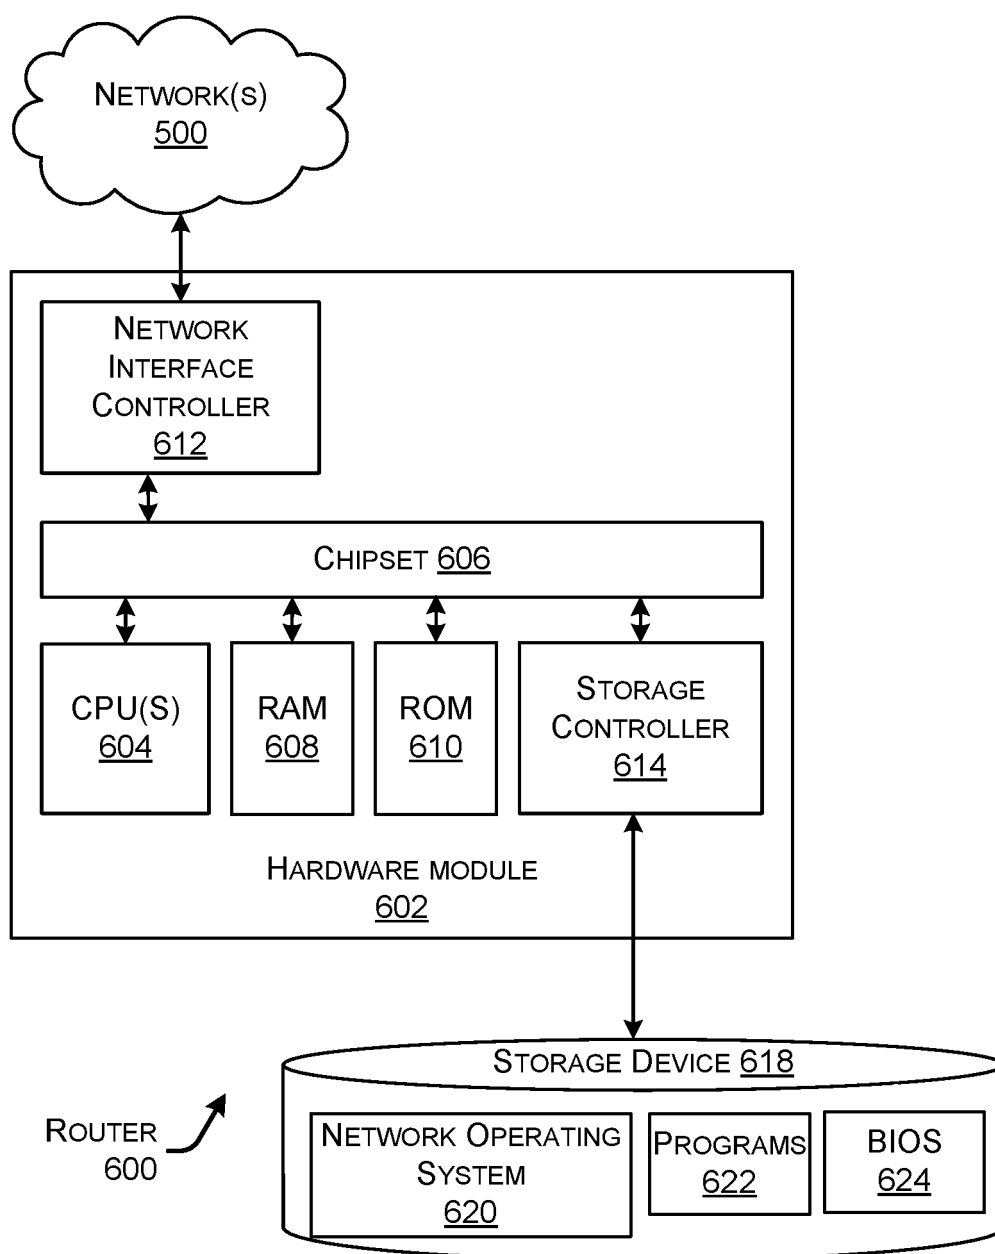 NETWORK(S)
500
NETWORK
INTERFACE
CONTROLLER
612
CHIPSET 606
CPU(S)
604
RAM
608
ROM
610
STORAGE
CONTROLLER
614
HARDWARE MODULE
602
STORAGE DEVICE 618
ROUTER
600
NETWORK OPERATING
SYSTEM
620
PROGRAMS
622
BIOS
624